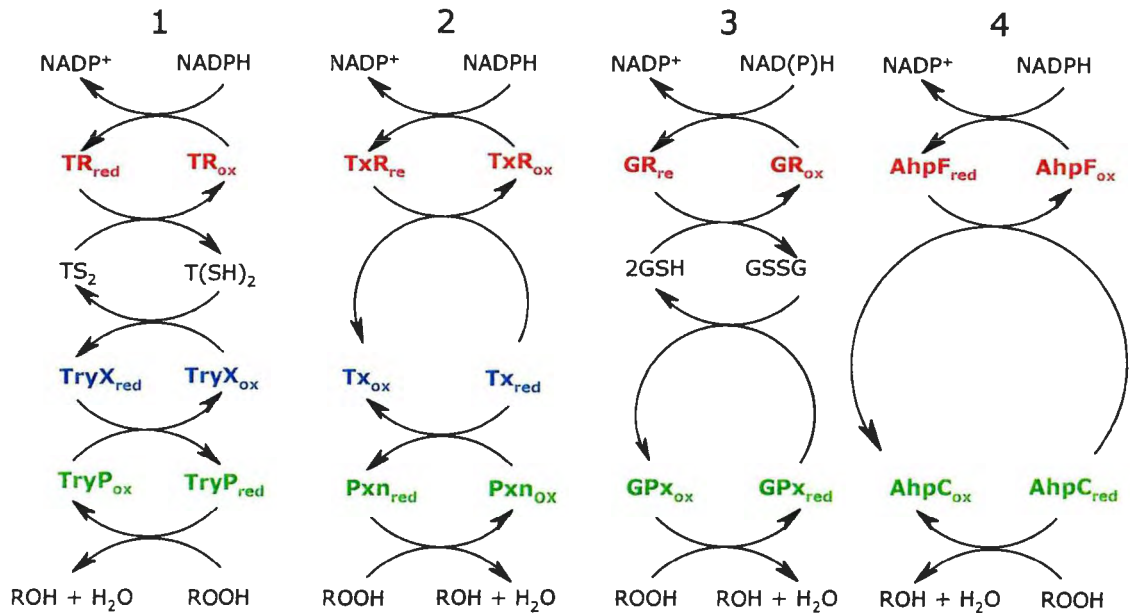 1 2 3 4
NADP⁺ NADPH NADP⁺ NADPH NADP⁺ NAD(P)H NADP⁺ NADPH
TR_red TR_ox TxR_re TxR_ox GR_re GR_ox AhpF_red AhpF_ox
TS₂ T(SH)₂ 2GSH GSSG
TryX_red TryX_ox Tx_ox Tx_red
TryP_ox TryP_red Pxn_red Pxn_OX GPx_ox GPx_red AhpC_ox AhpC_red
ROH + H₂O ROOH ROOH ROH + H₂O ROOH ROH + H₂O ROH + H₂O ROOH